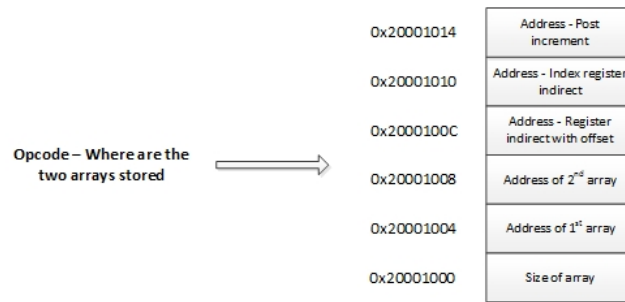 0x20001014
Address - Post
increment
0x20001010
Address - Index register
indirect
0x2000100C
Address - Register
indirect with offset
Opcode – Where are the
two arrays stored
0x20001008
Address of 2nd array
0x20001004
Address of 1st array
0x20001000
Size of array